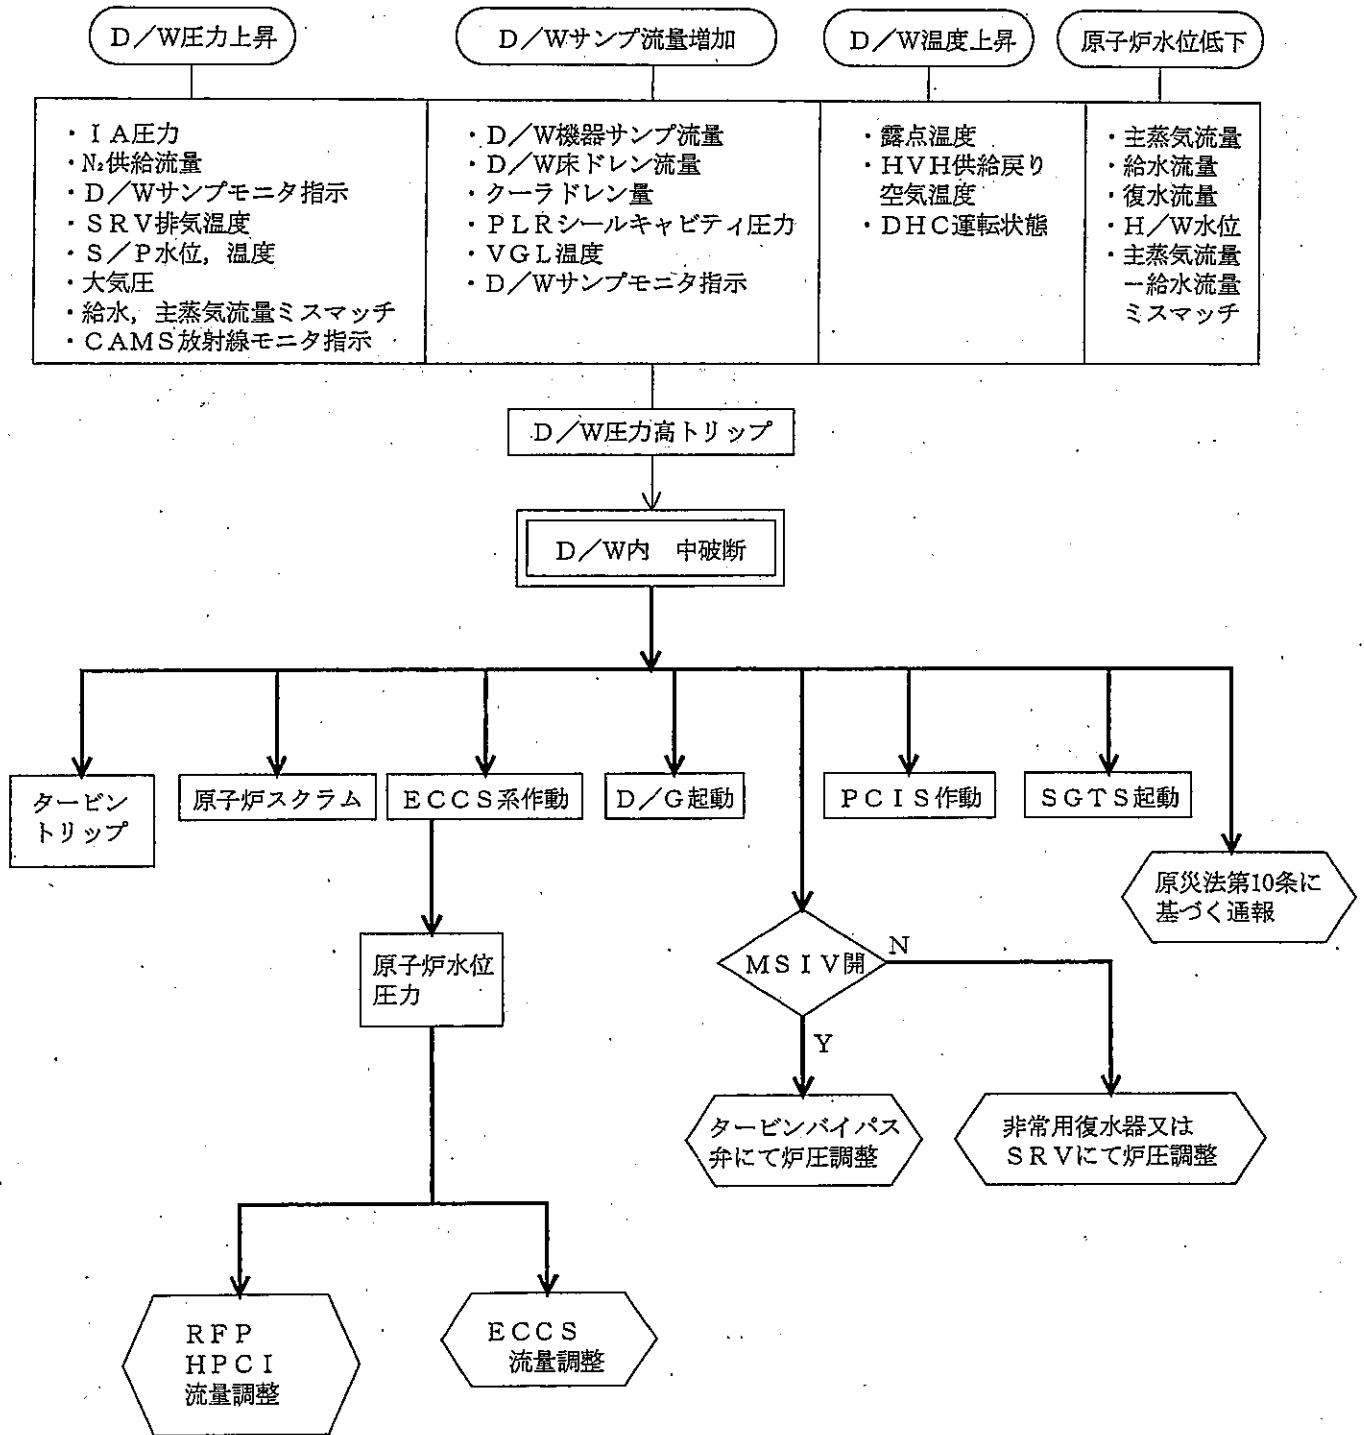 D/W圧力上昇
D/Wサンプ流量増加
D/W温度上昇
原子炉水位低下
・IA圧力
・N₂供給流量
・D/Wサンプモニタ指示
・SRV排気温度
・S/P水位，温度
・大気圧
・給水，主蒸気流量ミスマッチ
・CAMS放射線モニタ指示
・D/W機器サンプ流量
・D/W床ドレン流量
・クーラドレン量
・PLRシールキャビティ圧力
・VGL温度
・D/Wサンプモニタ指示
・露点温度
・HVH供給戻り
空気温度
・DHC運転状態
・主蒸気流量
・給水流量
・復水流量
・H/W水位
・主蒸気流量
－給水流量
ミスマッチ
D/W圧力高トリップ
D/W内　中破断
タービン
トリップ
原子炉スクラム
ECCS系作動
D/G起動
PCIS作動
SGTS起動
原災法第10条に
基づく通報
原子炉水位
圧力
MSIV開
N
Y
タービンバイパス
弁にて炉圧調整
非常用復水器又は
SRVにて炉圧調整
RFP
HPCI
流量調整
ECCS
流量調整